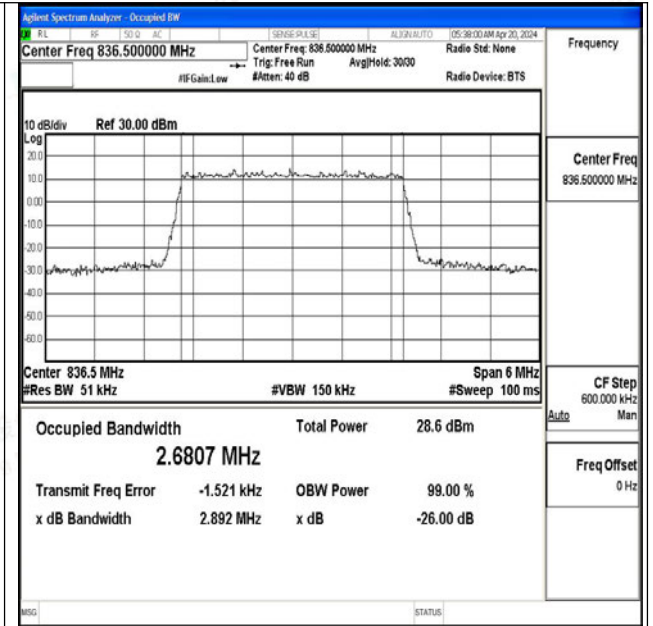 Agilent Spectrum Analyzer - Occupied BW
RL RF 50 Ω AC SENSE:PULSE ALIGN AUTO 05:38:00 AM Apr 20, 2024
Center Freq 836.500000 MHz Center Freq: 836.500000 MHz Radio Std: None Frequency
Trig: Free Run Avg|Hold: 30/30
#IFGain:Low #Atten: 40 dB Radio Device: BTS
10 dB/div Ref 30.00 dBm
Log
20.0
10.0
0.00
-10.0
-20.0
-30.0
-40.0
-50.0
-60.0
Center 836.5 MHz Span 6 MHz
#Res BW 51 kHz #VBW 150 kHz #Sweep 100 ms
Occupied Bandwidth Total Power 28.6 dBm
2.6807 MHz
Transmit Freq Error -1.521 kHz OBW Power 99.00 %
x dB Bandwidth 2.892 MHz x dB -26.00 dB
Center Freq
836.500000 MHz
CF Step
600.000 kHz
Auto Man
Freq Offset
0 Hz
MSG STATUS